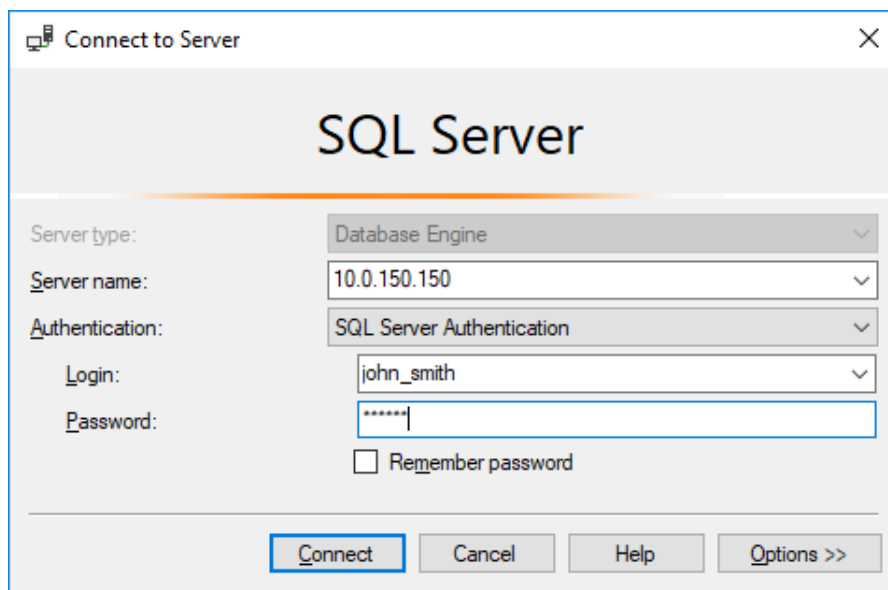 Connect to Server
SQL Server
Server type: Database Engine
Server name: 10.0.150.150
Authentication: SQL Server Authentication
Login: john_smith
Password: ******
Remember password
Connect Cancel Help Options >>